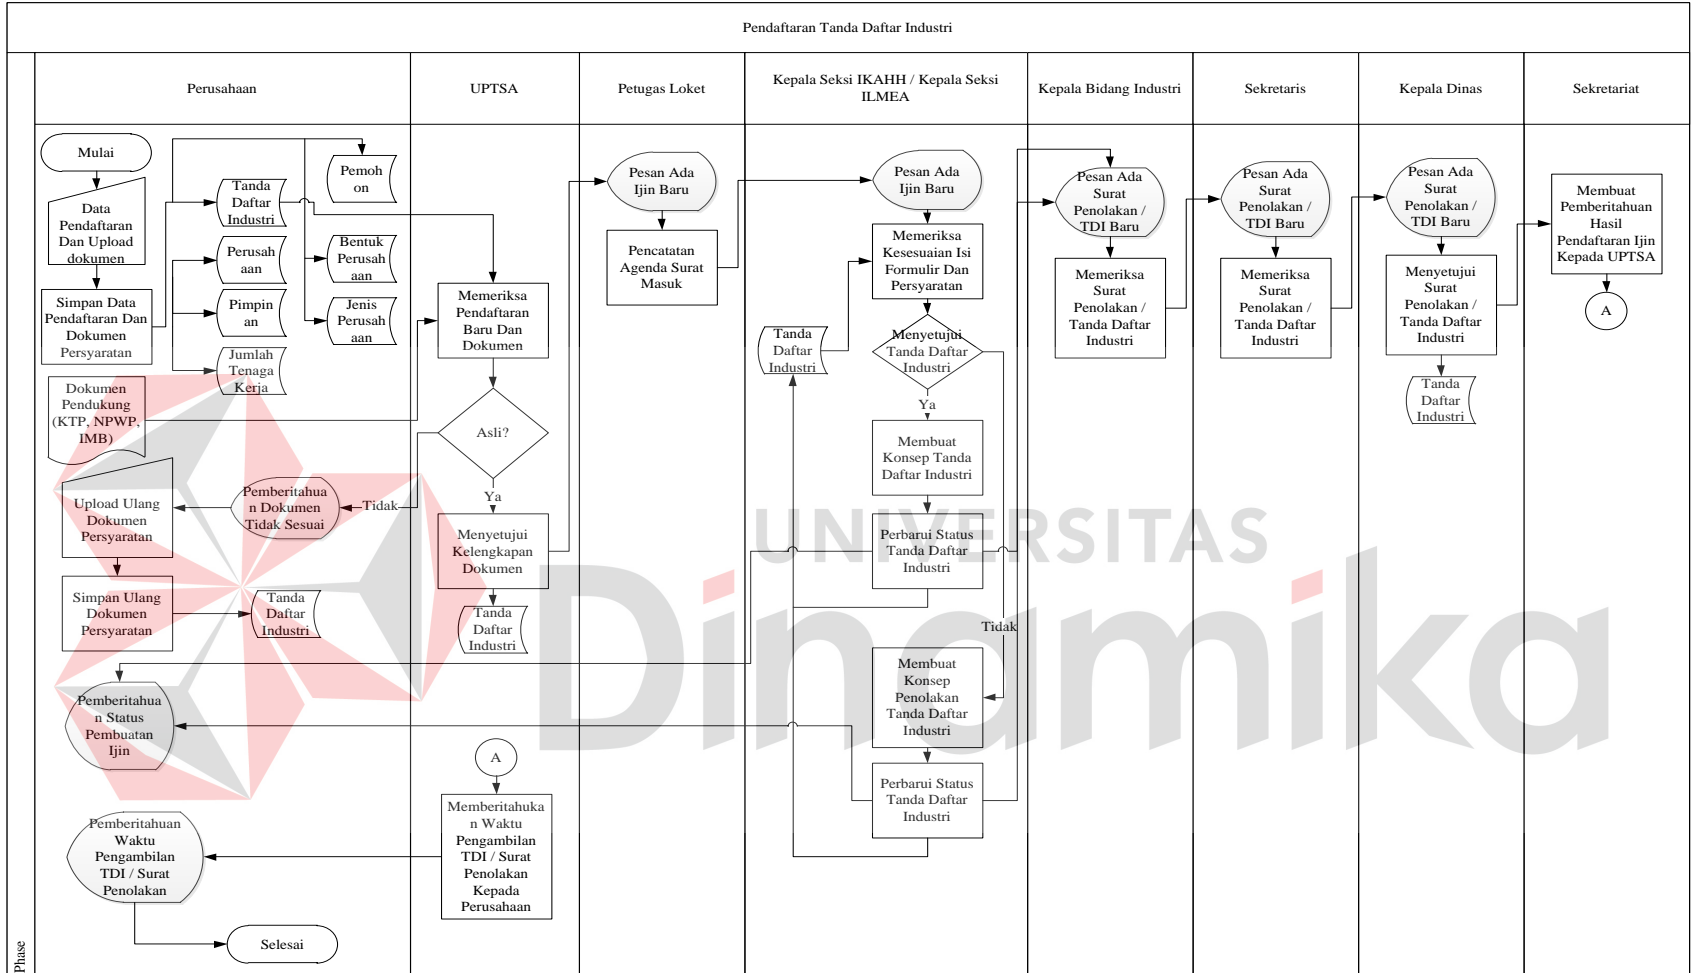 Pendaftaran Tanda Daftar Industri
Phase
Perusahaan
UPTSA
Petugas Loket
Kepala Seksi IKAHH / Kepala Seksi
ILMEA
Kepala Bidang Industri
Sekretaris
Kepala Dinas
Sekretariat
Mulai
Data
Pendaftaran
Dan Upload
dokumen
Simpan Data
Pendaftaran Dan
Dokumen
Persyaratan
Dokumen
Pendukung
(KTP, NPWP,
IMB)
Upload Ulang
Dokumen
Persyaratan
Simpan Ulang
Dokumen
Persyaratan
Pemberitahua
n Status
Pembuatan
Ijin
Pemberitahuan
Waktu
Pengambilan
TDI / Surat
Penolakan
Selesai
Tanda
Daftar
Industri
Perusah
aan
Pimpin
an
Jumlah
Tenaga
Kerja
Pemoh
on
Bentuk
Perusah
aan
Jenis
Perusah
aan
Pemberitahua
n Dokumen
Tidak Sesuai
Tidak
Tanda
Daftar
Industri
Memeriksa
Pendaftaran
Baru Dan
Dokumen
Asli?
Ya
Menyetujui
Kelengkapan
Dokumen
Tanda
Daftar
Industri
A
Memberitahuka
n Waktu
Pengambilan
TDI / Surat
Penolakan
Kepada
Perusahaan
Pesan Ada
Ijin Baru
Pencatatan
Agenda Surat
Masuk
Pesan Ada
Ijin Baru
Memeriksa
Kesesuaian Isi
Formulir Dan
Persyaratan
Tanda
Daftar
Industri
Menyetujui
Tanda Daftar
Industri
Ya
Membuat
Konsep Tanda
Daftar Industri
Perbarui Status
Tanda Daftar
Industri
Tidak
Membuat
Konsep
Penolakan
Tanda Daftar
Industri
Perbarui Status
Tanda Daftar
Industri
Pesan Ada
Surat
Penolakan /
TDI Baru
Memeriksa
Surat
Penolakan /
Tanda Daftar
Industri
Pesan Ada
Surat
Penolakan /
TDI Baru
Memeriksa
Surat
Penolakan /
Tanda Daftar
Industri
Pesan Ada
Surat
Penolakan /
TDI Baru
Menyetujui
Surat
Penolakan /
Tanda Daftar
Industri
Tanda
Daftar
Industri
Membuat
Pemberitahuan
Hasil
Pendaftaran Ijin
Kepada UPTSA
A
UNIVERSITAS
Dinamika